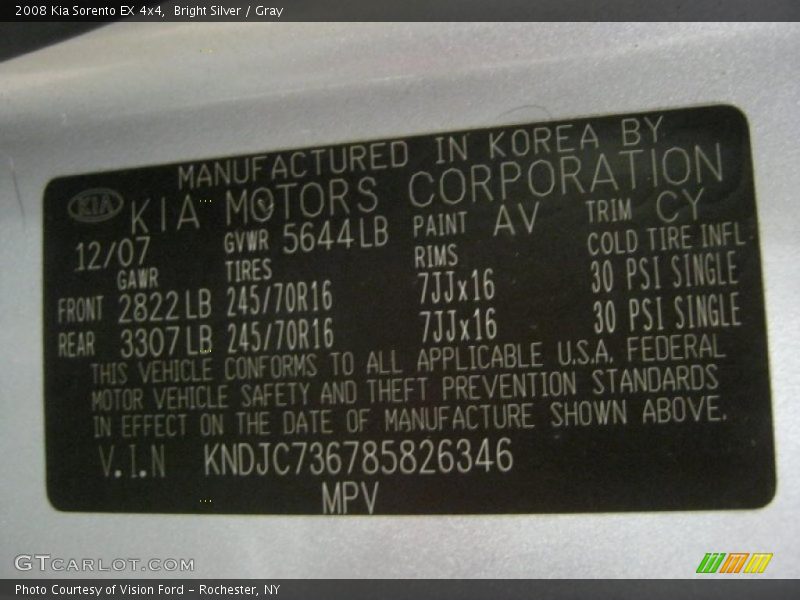 2008 Kia Sorento EX 4x4, Bright Silver / Gray
MANUFACTURED IN KOREA BY
KIA KIA MOTORS CORPORATION
12/07 GVWR 5644LB PAINT AV TRIM CY
GAWR TIRES RIMS COLD TIRE INFL
FRONT 2822LB 245/70R16 7JJx16 30 PSI SINGLE
REAR 3307LB 245/70R16 7JJx16 30 PSI SINGLE
THIS VEHICLE CONFORMS TO ALL APPLICABLE U.S.A. FEDERAL
MOTOR VEHICLE SAFETY AND THEFT PREVENTION STANDARDS
IN EFFECT ON THE DATE OF MANUFACTURE SHOWN ABOVE.
V.I.N KNDJC736785826346
MPV
GTCARLOT.COM
Photo Courtesy of Vision Ford - Rochester, NY